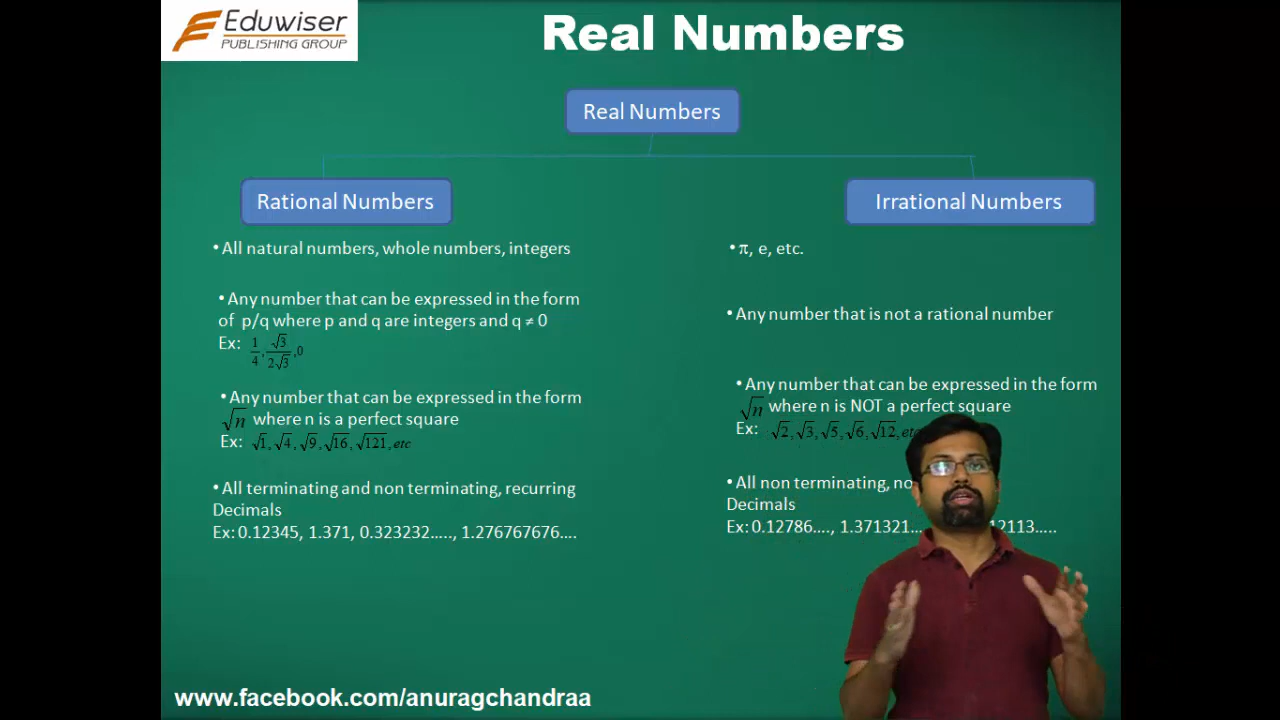 Eduwiser
PUBLISHING GROUP
Real Numbers
Real Numbers
Rational Numbers
•All natural numbers, whole numbers, integers
•Any number that can be expressed in the form
of p/q where p and q are integers and q ≠ 0
Ex: 1/4, √3/2√3, 0
•Any number that can be expressed in the form
√n where n is a perfect square
Ex: √1, √4, √9, √16, √121, etc
•All terminating and non terminating, recurring
Decimals
Ex: 0.12345, 1.371, 0.323232….., 1.276767676….
Irrational Numbers
•π, e, etc.
•Any number that is not a rational number
•Any number that can be expressed in the form
√n where n is NOT a perfect square
Ex: √2, √3, √5, √6, √12, etc
•All non terminating,
Decimals
Ex: 0.12786…., 1.371321… 12113…..
www.facebook.com/anuragchandraa